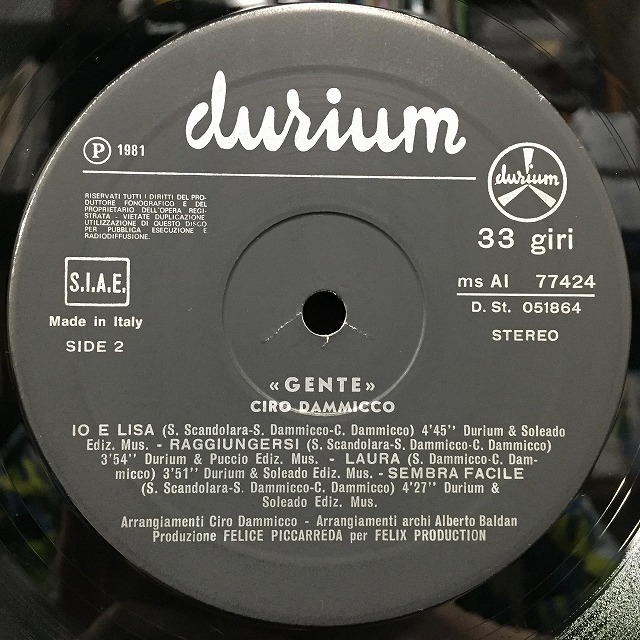 durium
℗ 1981
RISERVATI TUTTI I DIRITTI DEL PRO-
DUTTORE FONOGRAFICO E DEL
PROPRIETARIO DELL'OPERA REGI-
STRATA - VIETATE DUPLICAZIONE,
UTILIZZAZIONE DI QUESTO DISCO
PER PUBBLICA ESECUZIONE E
RADIODIFFUSIONE.
durium
33 giri
S.I.A.E.
ms AI 77424
D. St. 051864
Made in Italy
STEREO
SIDE 2
«GENTE»
CIRO DAMMICCO
IO E LISA (S. Scandolara-S. Dammicco-C. Dammicco) 4'45'' Durium & Soleado
Ediz. Mus. - RAGGIUNGERSI (S. Scandolara-S. Dammicco-C. Dammicco)
3'54'' Durium & Puccio Ediz. Mus. - LAURA (S. Dammicco-C. Dam-
micco) 3'51'' Durium & Soleado Ediz. Mus. - SEMBRA FACILE
(S. Scandolara-S. Dammicco-C. Dammicco) 4'27'' Durium &
Soleado Ediz. Mus.
Arrangiamenti Ciro Dammicco - Arrangiamenti archi Alberto Baldan
Produzione FELICE PICCARREDA per FELIX PRODUCTION